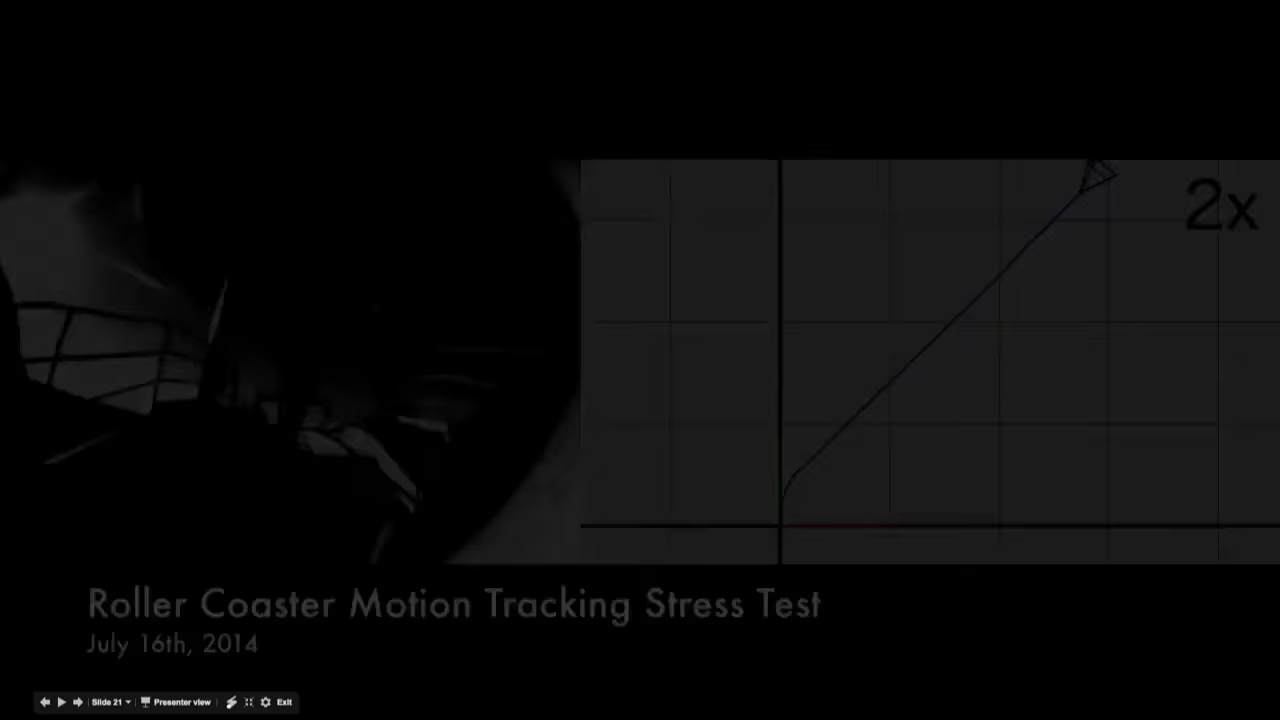 2x
Roller Coaster Motion Tracking Stress Test
July 16th, 2014
Slide 21
Presenter view
Exit